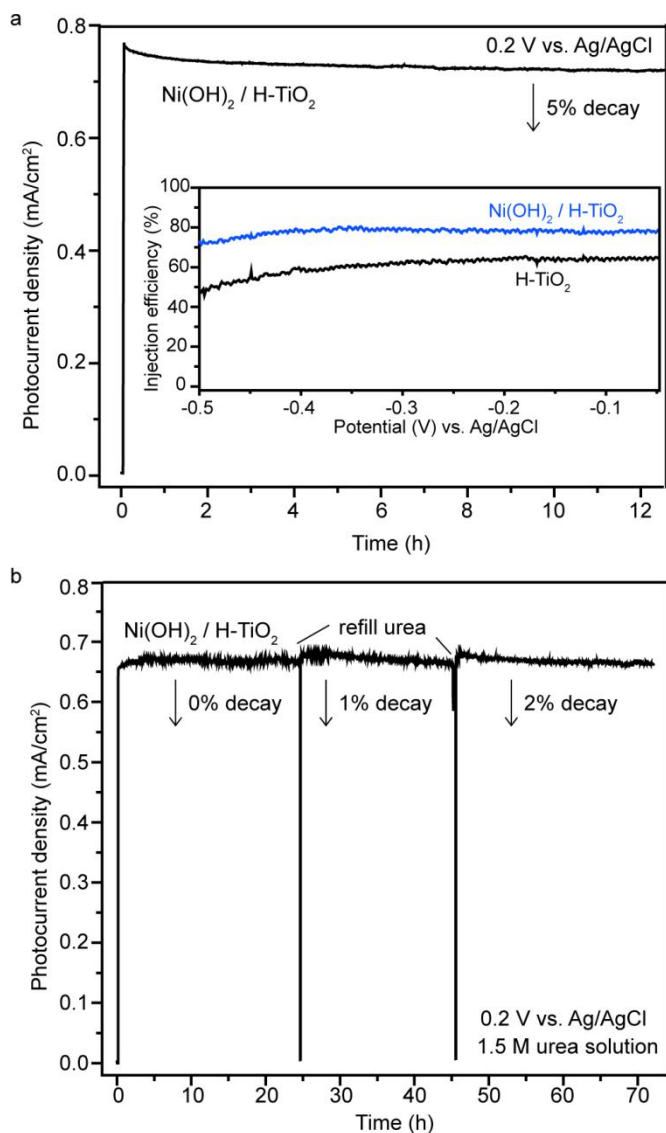 a
0.8
0.6
0.4
0.2
0.0
Photocurrent density (mA/cm²)
0.2 V vs. Ag/AgCl
Ni(OH)₂ / H-TiO₂
5% decay
100
80
60
40
20
0
Injection efficiency (%)
Ni(OH)₂ / H-TiO₂
H-TiO₂
-0.5 -0.4 -0.3 -0.2 -0.1
Potential (V) vs. Ag/AgCl
0 2 4 6 8 10 12
Time (h)
b
0.8
0.7
0.6
0.5
0.4
0.3
0.2
0.1
0.0
Photocurrent density (mA/cm²)
Ni(OH)₂ / H-TiO₂
refill urea
0% decay
1% decay
2% decay
0.2 V vs. Ag/AgCl
1.5 M urea solution
0 10 20 30 40 50 60 70
Time (h)